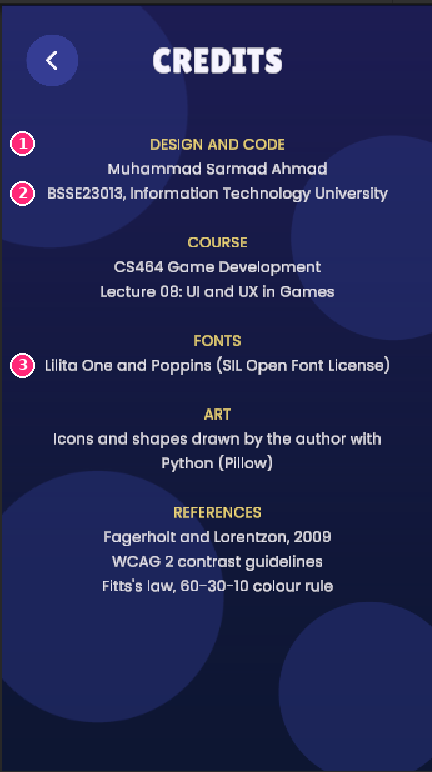 CREDITS
1 DESIGN AND CODE
Muhammad Sarmad Ahmad
2 BSSE23013, Information Technology University
COURSE
CS464 Game Development
Lecture 08: UI and UX in Games
FONTS
3 Lilita One and Poppins (SIL Open Font License)
ART
Icons and shapes drawn by the author with
Python (Pillow)
REFERENCES
Fagerholt and Lorentzon, 2009
WCAG 2 contrast guidelines
Fitts's law, 60-30-10 colour rule